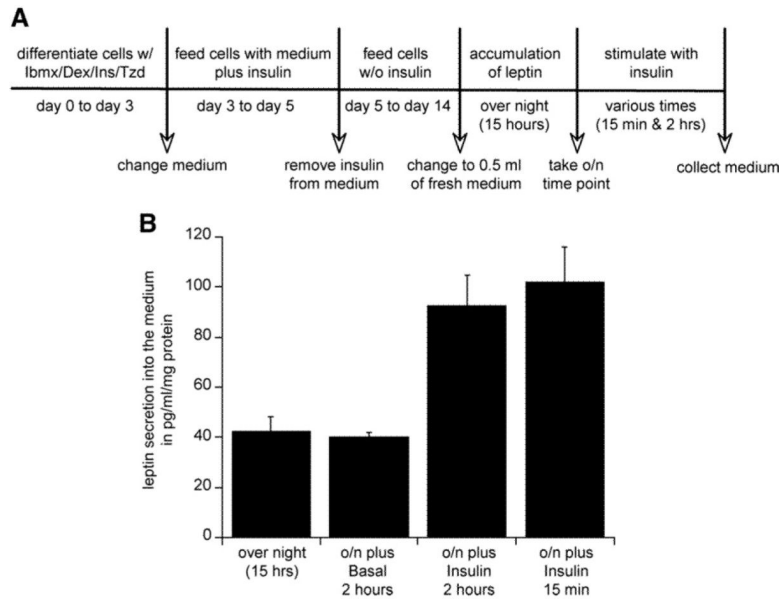 A
differentiate cells w/
Ibmx/Dex/Ins/Tzd
feed cells with medium
plus insulin
feed cells
w/o insulin
accumulation
of leptin
stimulate with
insulin
day 0 to day 3
day 3 to day 5
day 5 to day 14
over night
(15 hours)
various times
(15 min & 2 hrs)
change medium
remove insulin
from medium
change to 0.5 ml
of fresh medium
take o/n
time point
collect medium
B
leptin secretion into the medium
in pg/ml/mg protein
120
100
80
60
40
20
0
over night
(15 hrs)
o/n plus
Basal
2 hours
o/n plus
Insulin
2 hours
o/n plus
Insulin
15 min